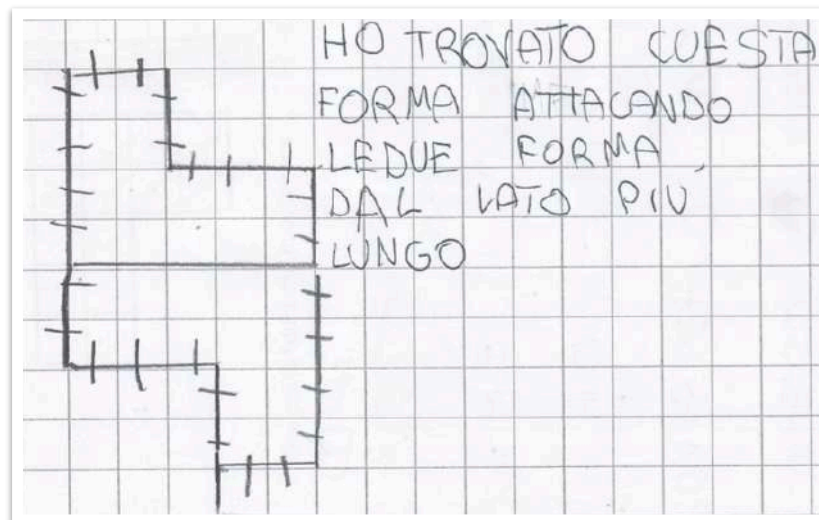 HO TROVATO CUESTA
FORMA ATTACANDO
LEDUE FORMA
DAL LATO PIU
LUNGO